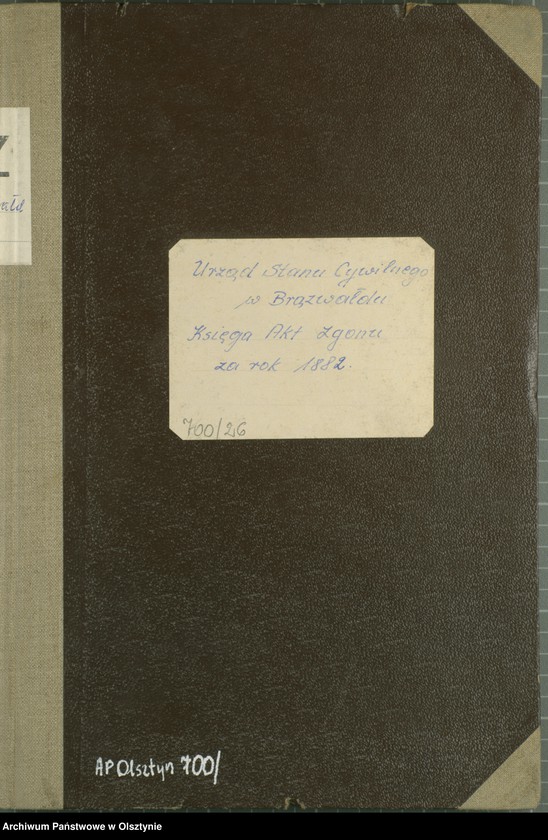 Urząd Stanu Cywilnego
w Brązwałdu
Księga Akt Zgonu
za rok 1882.
700/26
AP Olsztyn 700/
Archiwum Państwowe w Olsztynie